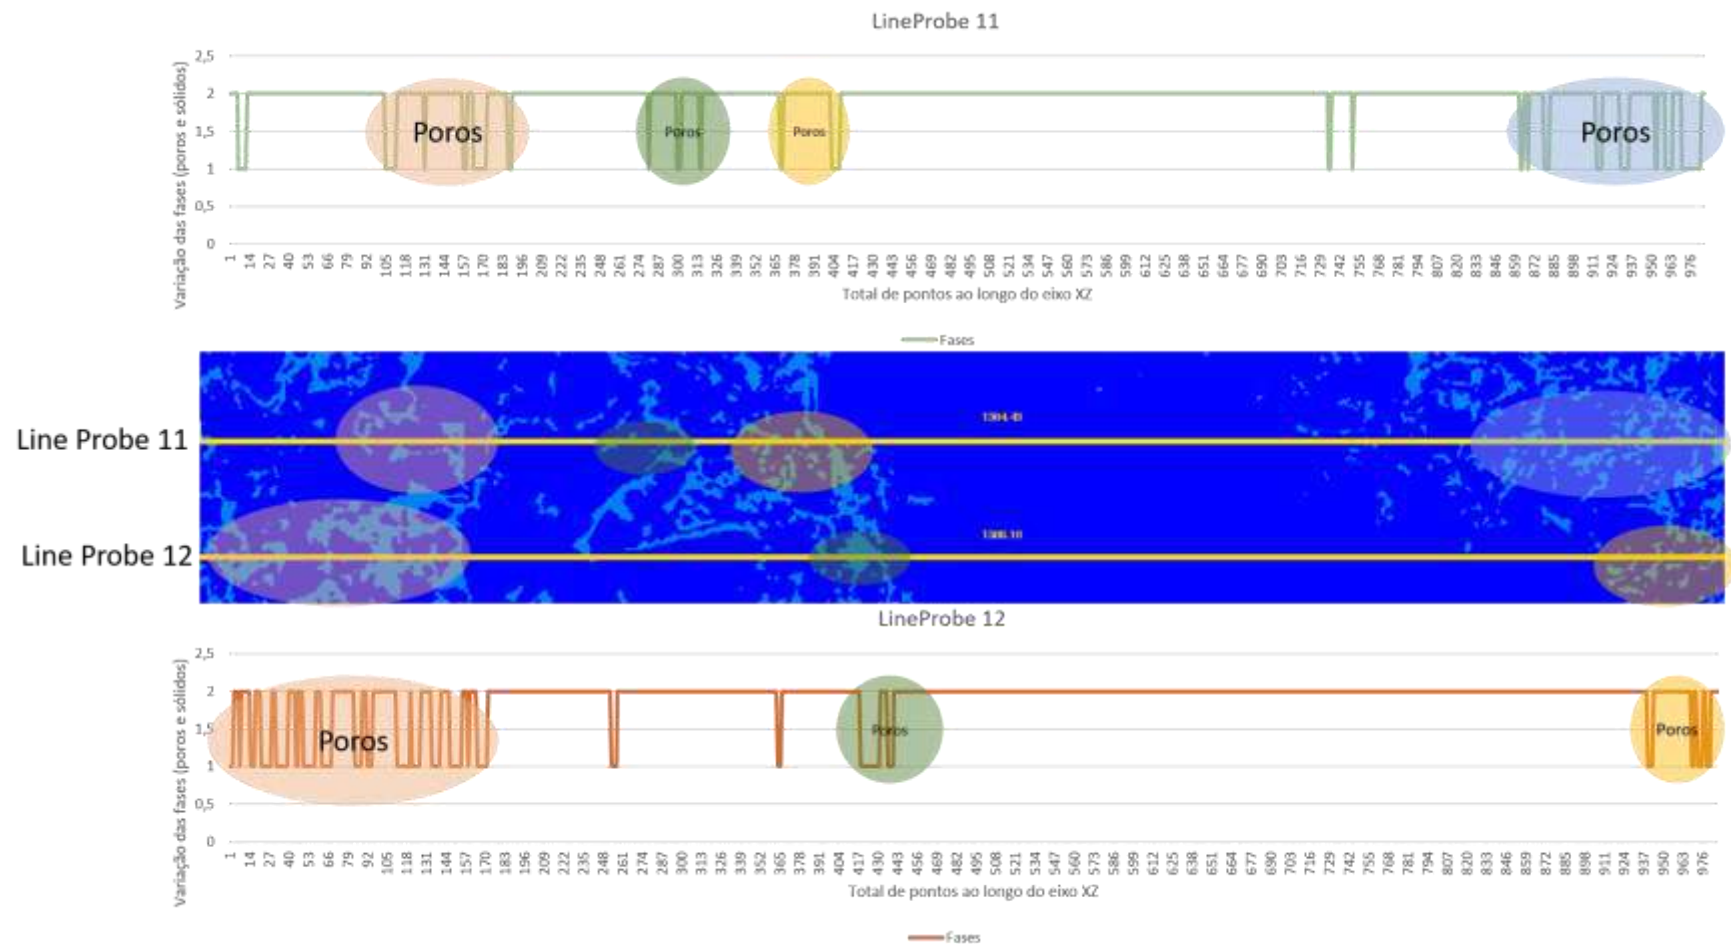 LineProbe 11
Variação das fases (poros e sólidos)
2,5
2
1,5
1
0,5
0
Poros
Poros
Poros
Poros
1 14 27 40 53 66 79 92 105 118 131 144 157 170 183 196 209 222 235 248 261 274 287 300 313 326 339 352 365 378 391 404 417 430 443 456 469 482 495 508 521 534 547 560 573 586 599 612 625 638 651 664 677 690 703 716 729 742 755 768 781 794 807 820 833 846 859 872 885 898 911 924 937 950 963 976
Total de pontos ao longo do eixo XZ
Fases
Line Probe 11
Line Probe 12
LineProbe 12
Variação das fases (poros e sólidos)
2,5
2
1,5
1
0,5
0
Poros
Poros
Poros
1 14 27 40 53 66 79 92 105 118 131 144 157 170 183 196 209 222 235 248 261 274 287 300 313 326 339 352 365 378 391 404 417 430 443 456 469 482 495 508 521 534 547 560 573 586 599 612 625 638 651 664 677 690 703 716 729 742 755 768 781 794 807 820 833 846 859 872 885 898 911 924 937 950 963 976
Total de pontos ao longo do eixo XZ
Fases